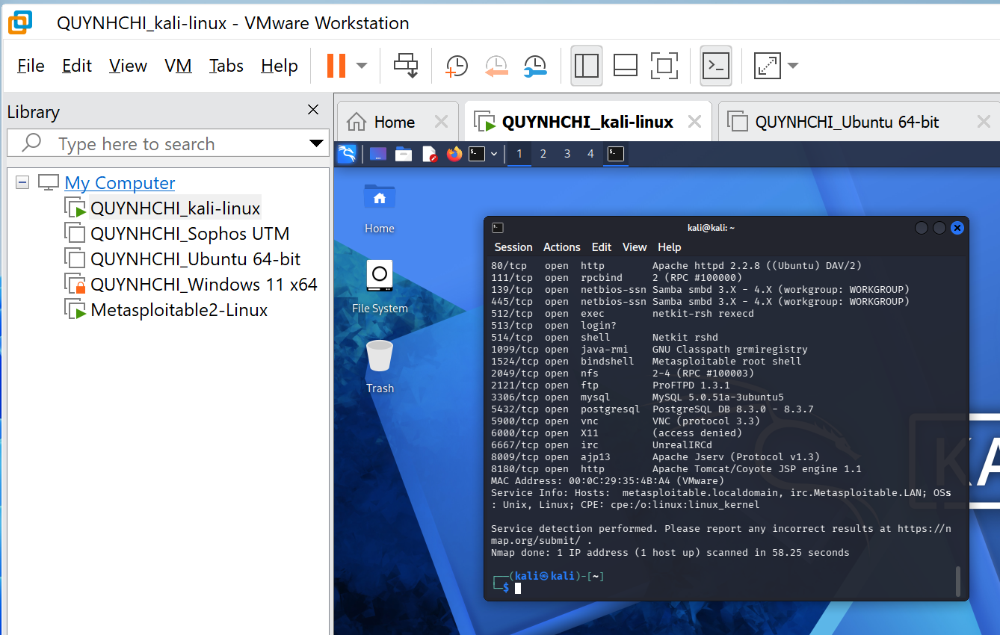 QUYNHCHI_kali-linux - VMware Workstation
File Edit View VM Tabs Help
Library
Type here to search
My Computer
QUYNHCHI_kali-linux
QUYNHCHI_Sophos UTM
QUYNHCHI_Ubuntu 64-bit
QUYNHCHI_Windows 11 x64
Metasploitable2-Linux
Home QUYNHCHI_kali-linux QUYNHCHI_Ubuntu 64-bit
1 2 3 4
Home
File System
Trash
kali@kali: ~
Session Actions Edit View Help
80/tcp open http Apache httpd 2.2.8 ((Ubuntu) DAV/2)
111/tcp open rpcbind 2 (RPC #100000)
139/tcp open netbios-ssn Samba smbd 3.X - 4.X (workgroup: WORKGROUP)
445/tcp open netbios-ssn Samba smbd 3.X - 4.X (workgroup: WORKGROUP)
512/tcp open exec netkit-rsh rexecd
513/tcp open login?
514/tcp open shell Netkit rshd
1099/tcp open java-rmi GNU Classpath grmiregistry
1524/tcp open bindshell Metasploitable root shell
2049/tcp open nfs 2-4 (RPC #100003)
2121/tcp open ftp ProFTPD 1.3.1
3306/tcp open mysql MySQL 5.0.51a-3ubuntu5
5432/tcp open postgresql PostgreSQL DB 8.3.0 - 8.3.7
5900/tcp open vnc VNC (protocol 3.3)
6000/tcp open X11 (access denied)
6667/tcp open irc UnrealIRCd
8009/tcp open ajp13 Apache Jserv (Protocol v1.3)
8180/tcp open http Apache Tomcat/Coyote JSP engine 1.1
MAC Address: 00:0C:29:35:4B:A4 (VMware)
Service Info: Hosts:  metasploitable.localdomain, irc.Metasploitable.LAN; OSs
: Unix, Linux; CPE: cpe:/o:linux:linux_kernel
Service detection performed. Please report any incorrect results at https://n
map.org/submit/ .
Nmap done: 1 IP address (1 host up) scanned in 58.25 seconds
┌──(kali㉿kali)-[~]
└─$
KA